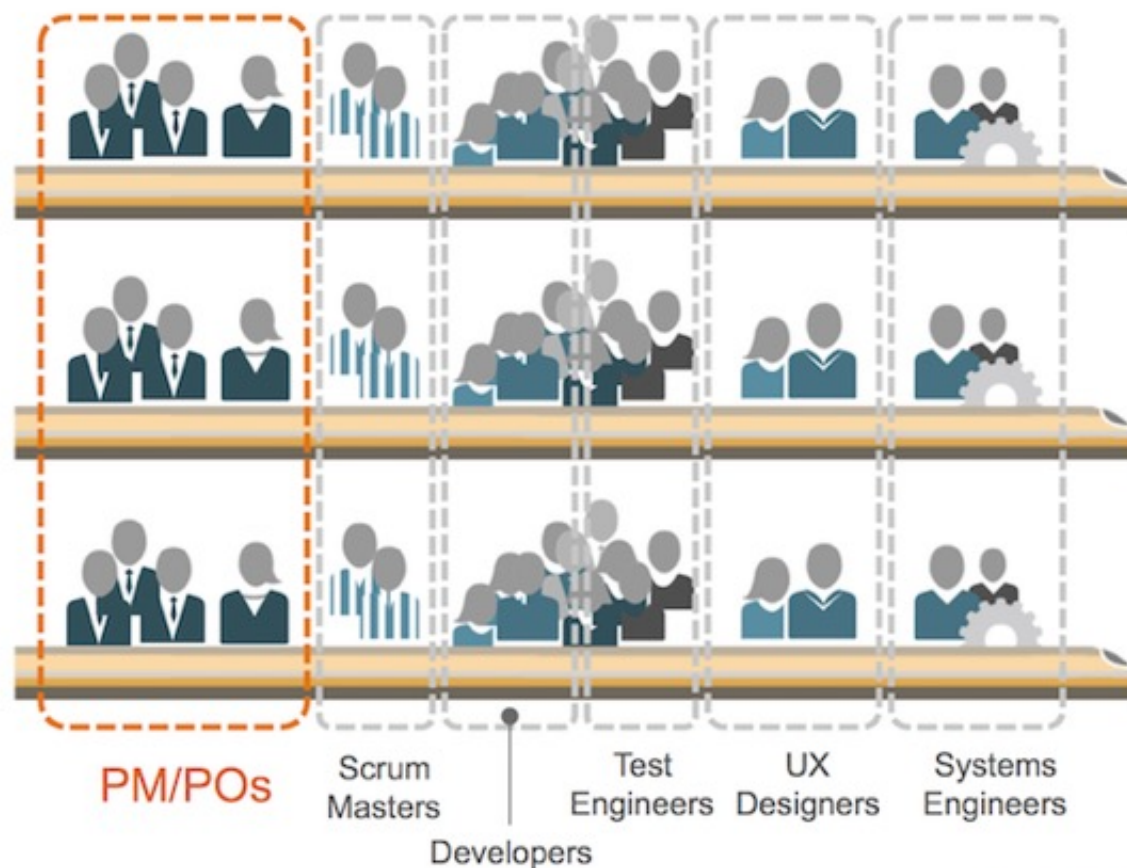 PM/POs
Scrum
Masters
Developers
Test
Engineers
UX
Designers
Systems
Engineers